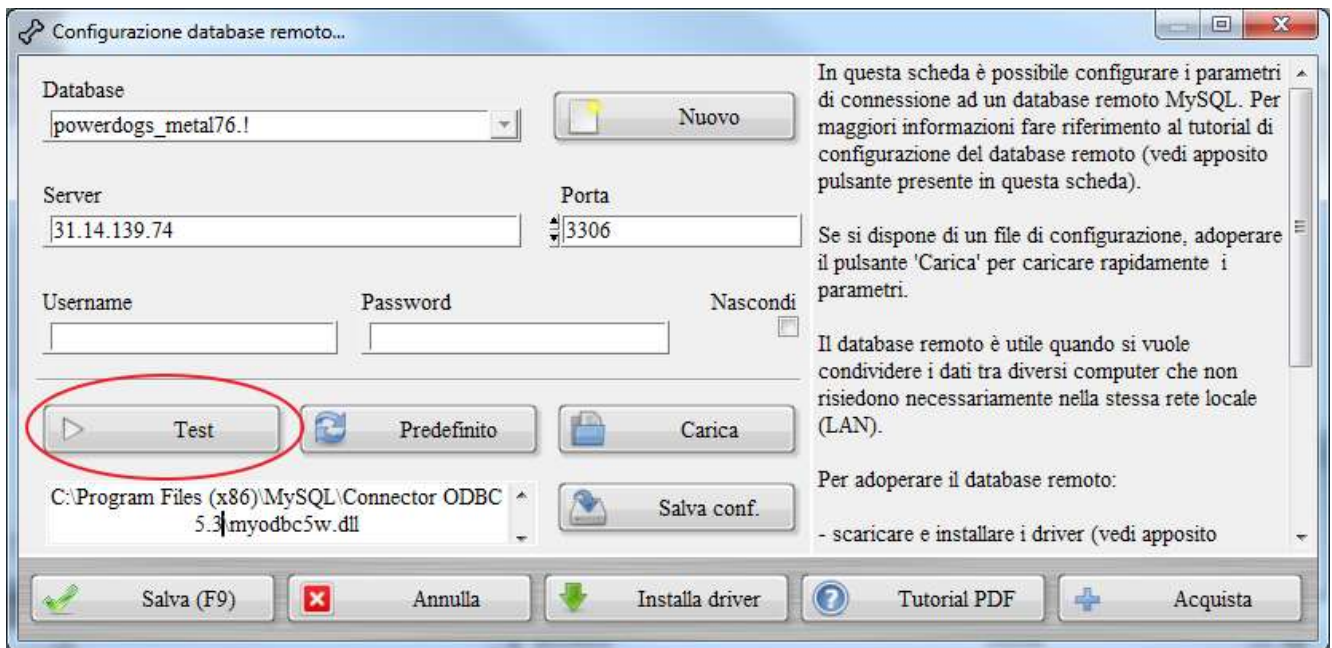 Configurazione database remoto...
Database
powerdogs_metal76.!
Nuovo
Server
Porta
31.14.139.74
3306
Username
Password
Nascondi
Test
Predefinito
Carica
C:\Program Files (x86)\MySQL\Connector ODBC
5.3\myodbc5w.dll
Salva conf.
In questa scheda è possibile configurare i parametri
di connessione ad un database remoto MySQL. Per
maggiori informazioni fare riferimento al tutorial di
configurazione del database remoto (vedi apposito
pulsante presente in questa scheda).
Se si dispone di un file di configurazione, adoperare
il pulsante 'Carica' per caricare rapidamente i
parametri.
Il database remoto è utile quando si vuole
condividere i dati tra diversi computer che non
risiedono necessariamente nella stessa rete locale
(LAN).
Per adoperare il database remoto:
- scaricare e installare i driver (vedi apposito
Salva (F9)
Annulla
Installa driver
Tutorial PDF
Acquista